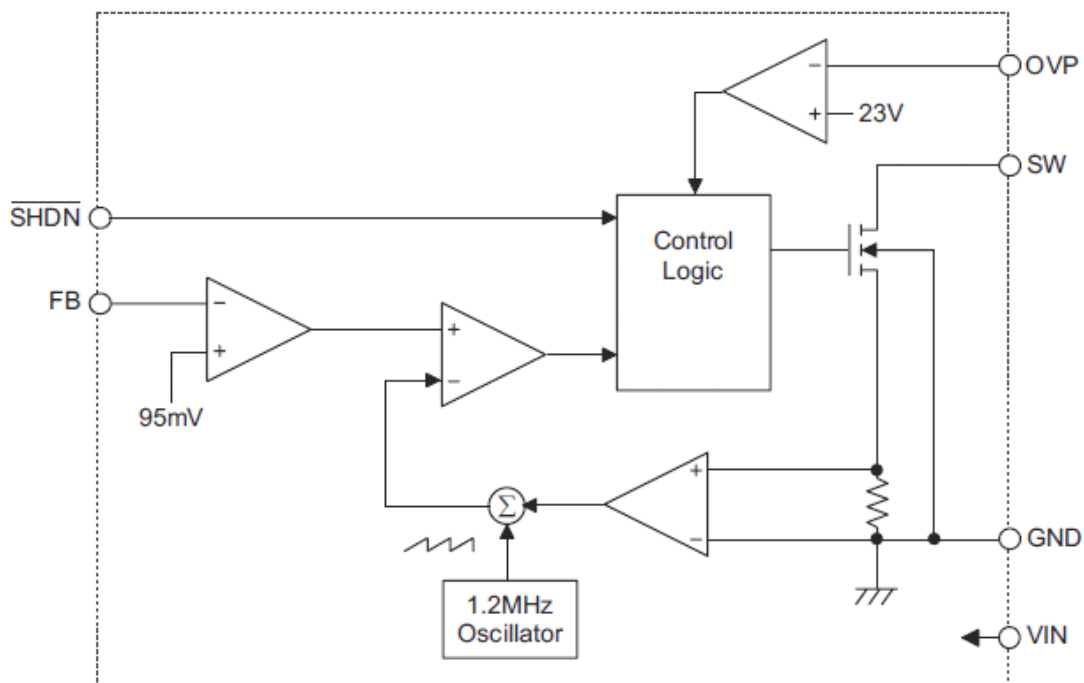 OVP
−
+
23V
SW
SHDN
Control
Logic
FB
−
+
+
−
95mV
+
−
Σ
GND
1.2MHz
Oscillator
VIN